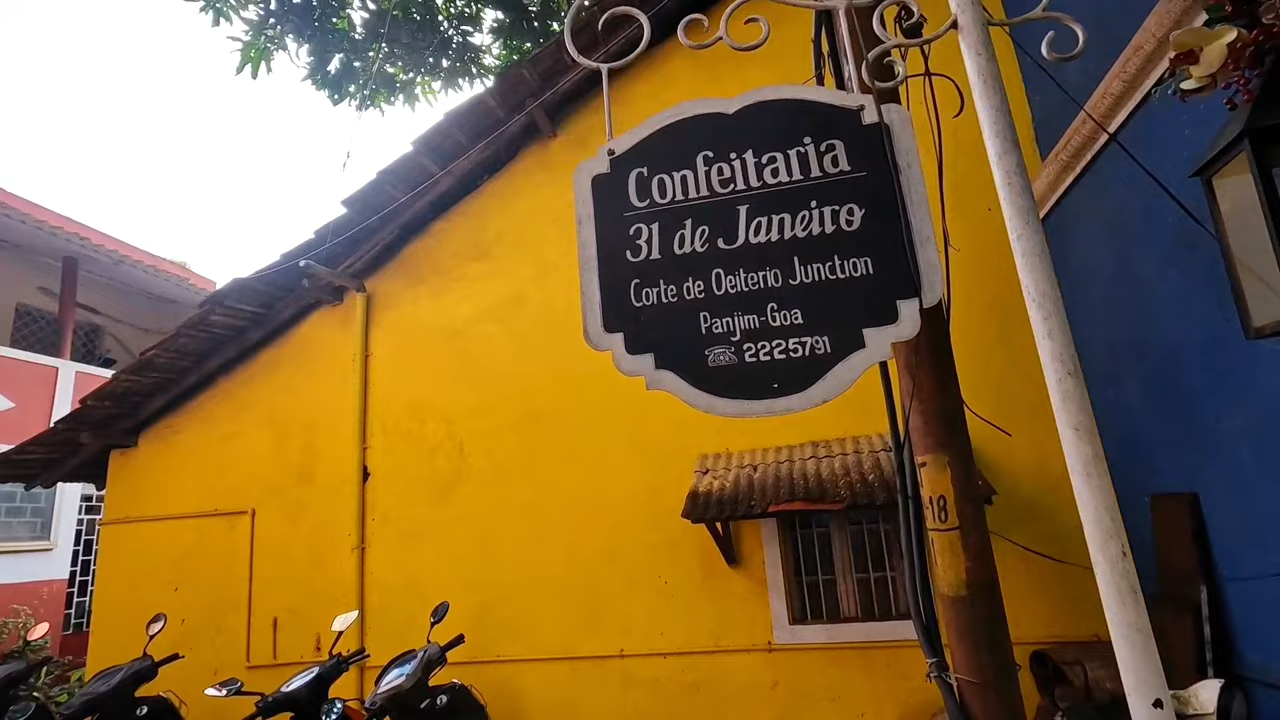 Confeitaria
31 de Janeiro
Corte de Oeiterio Junction
Panjim-Goa
2225791
-18